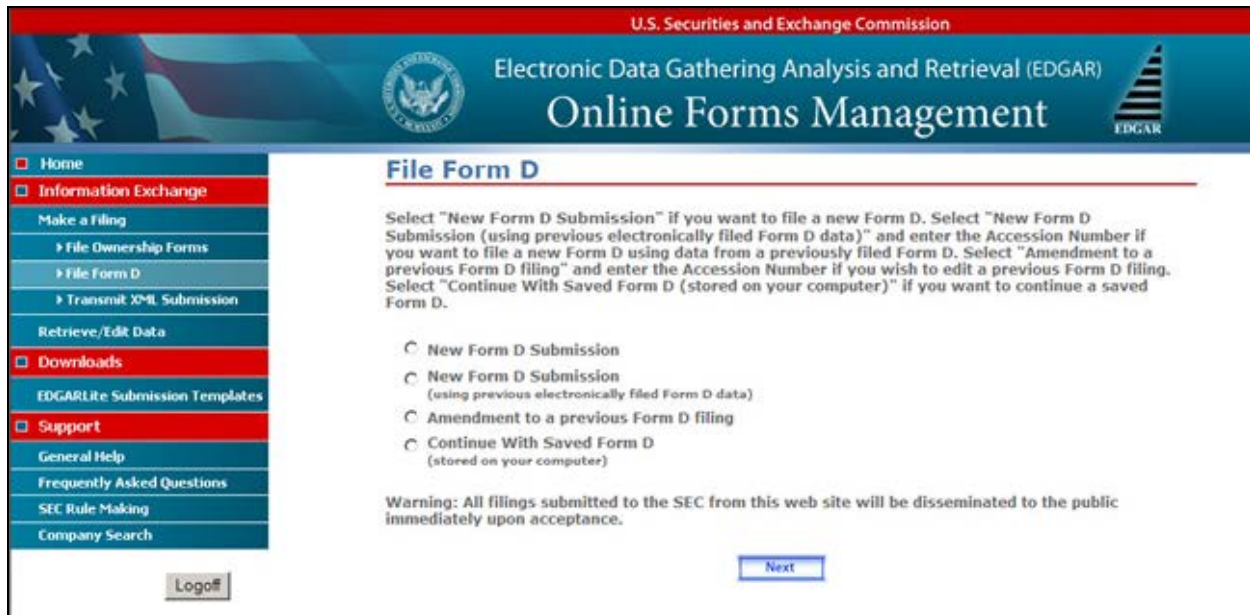 U.S. Securities and Exchange Commission
Electronic Data Gathering Analysis and Retrieval (EDGAR)
Online Forms Management
EDGAR
Home
Information Exchange
Make a Filing
File Ownership Forms
File Form D
Transmit XML Submission
Retrieve/Edit Data
Downloads
EDGARLite Submission Templates
Support
General Help
Frequently Asked Questions
SEC Rule Making
Company Search
Logoff
File Form D
Select "New Form D Submission" if you want to file a new Form D. Select "New Form D
Submission (using previous electronically filed Form D data)" and enter the Accession Number if
you want to file a new Form D using data from a previously filed Form D. Select "Amendment to a
previous Form D filing" and enter the Accession Number if you wish to edit a previous Form D filing.
Select "Continue With Saved Form D (stored on your computer)" if you want to continue a saved
Form D.
New Form D Submission
New Form D Submission
(using previous electronically filed Form D data)
Amendment to a previous Form D filing
Continue With Saved Form D
(stored on your computer)
Warning: All filings submitted to the SEC from this web site will be disseminated to the public
immediately upon acceptance.
Next